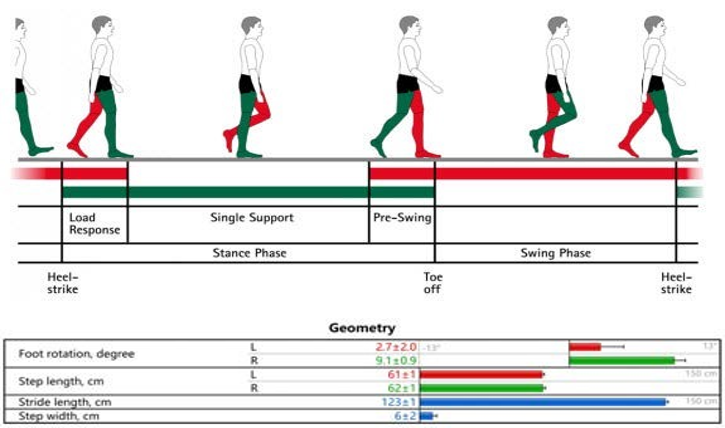 Load
Response
Single Support
Pre-Swing
Stance Phase
Swing Phase
Heel-
strike
Toe
off
Heel-
strike
Geometry
Foot rotation, degree L 2.7±2.0 -13° 13°
R 9.1±0.9
Step length, cm L 61±1 150 cm
R 62±1
Stride length, cm 123±1 150 cm
Step width, cm 6±2